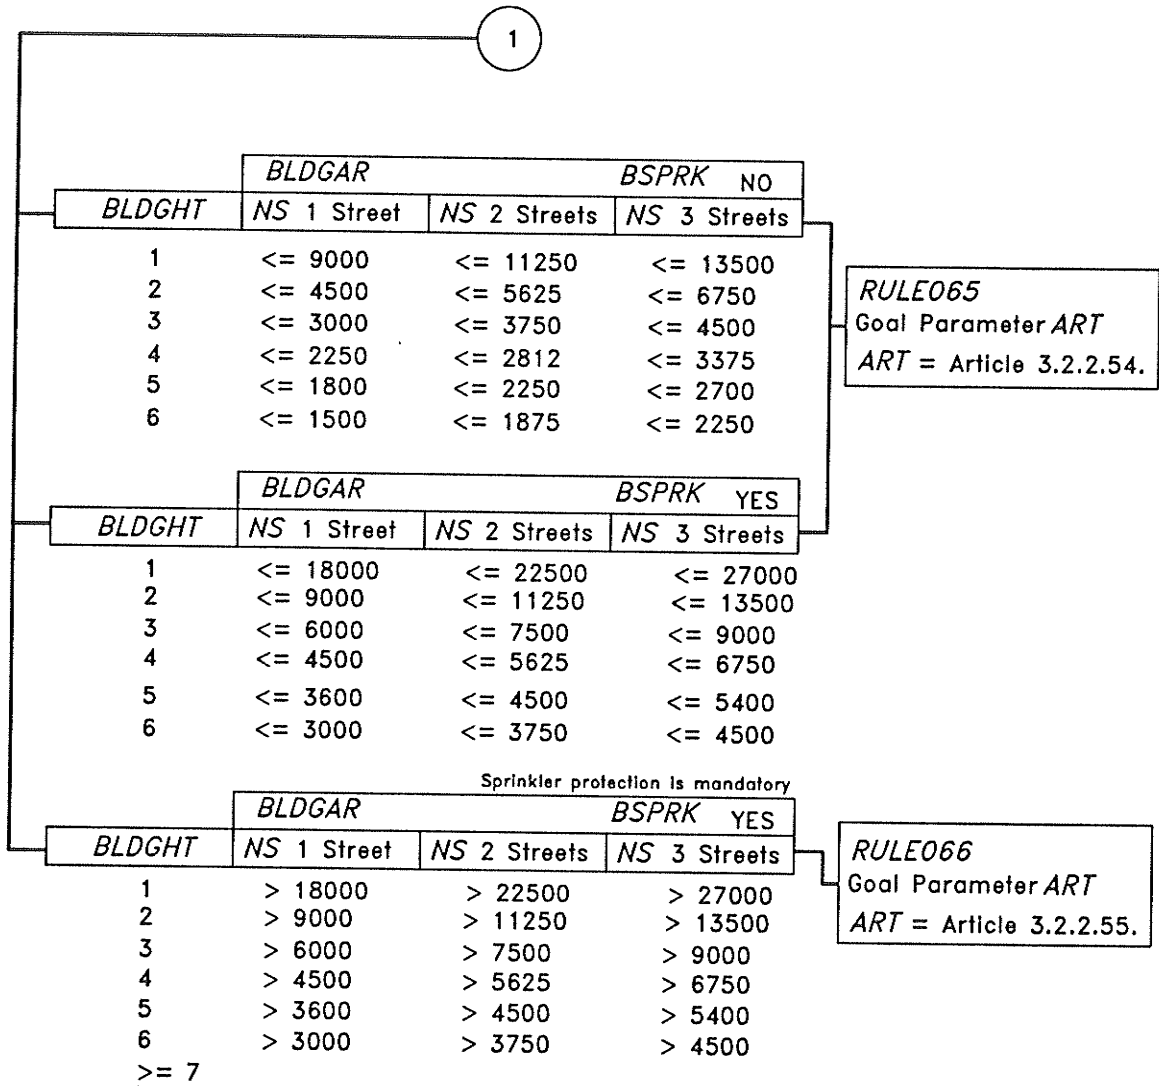 1
BLDGAR BSPRK NO
BLDGHT NS 1 Street NS 2 Streets NS 3 Streets
1 <= 9000 <= 11250 <= 13500
2 <= 4500 <= 5625 <= 6750
3 <= 3000 <= 3750 <= 4500
4 <= 2250 <= 2812 <= 3375
5 <= 1800 <= 2250 <= 2700
6 <= 1500 <= 1875 <= 2250
RULE065
Goal Parameter ART
ART = Article 3.2.2.54.
BLDGAR BSPRK YES
BLDGHT NS 1 Street NS 2 Streets NS 3 Streets
1 <= 18000 <= 22500 <= 27000
2 <= 9000 <= 11250 <= 13500
3 <= 6000 <= 7500 <= 9000
4 <= 4500 <= 5625 <= 6750
5 <= 3600 <= 4500 <= 5400
6 <= 3000 <= 3750 <= 4500
Sprinkler protection is mandatory
BLDGAR BSPRK YES
BLDGHT NS 1 Street NS 2 Streets NS 3 Streets
1 > 18000 > 22500 > 27000
2 > 9000 > 11250 > 13500
3 > 6000 > 7500 > 9000
4 > 4500 > 5625 > 6750
5 > 3600 > 4500 > 5400
6 > 3000 > 3750 > 4500
>= 7
RULE066
Goal Parameter ART
ART = Article 3.2.2.55.